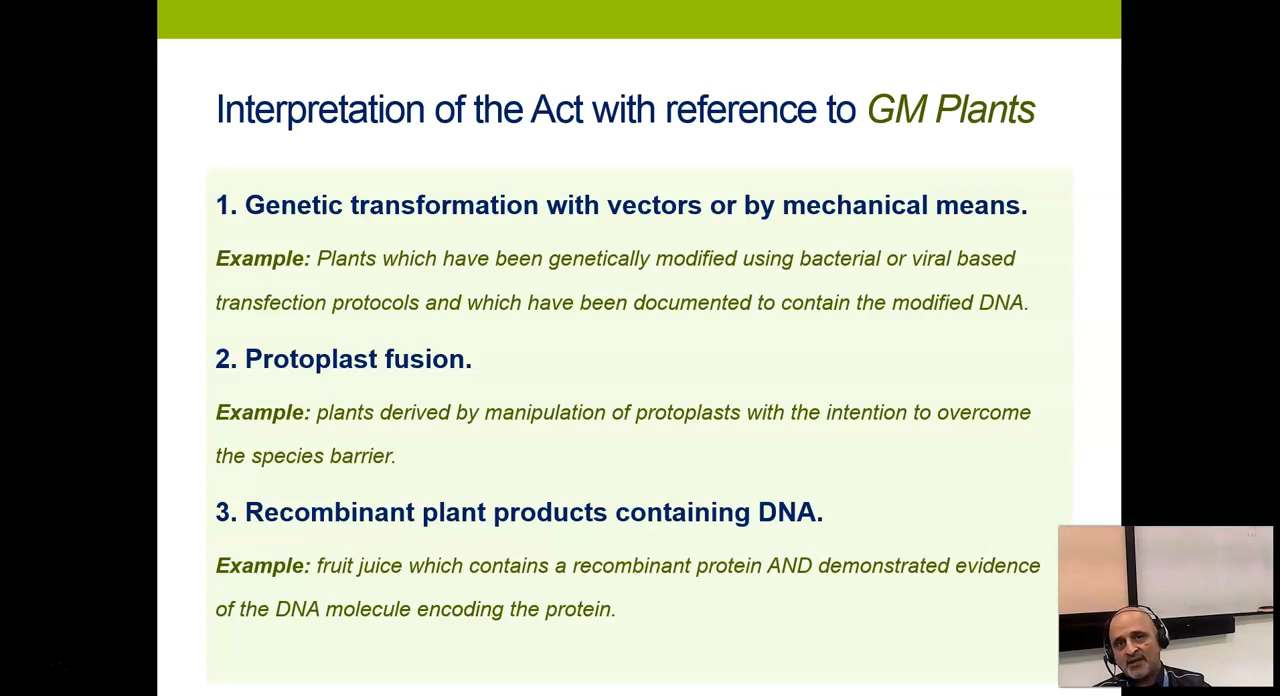 Interpretation of the Act with reference to GM Plants
1. Genetic transformation with vectors or by mechanical means.
Example: Plants which have been genetically modified using bacterial or viral based
transfection protocols and which have been documented to contain the modified DNA.
2. Protoplast fusion.
Example: plants derived by manipulation of protoplasts with the intention to overcome
the species barrier.
3. Recombinant plant products containing DNA.
Example: fruit juice which contains a recombinant protein AND demonstrated evidence
of the DNA molecule encoding the protein.